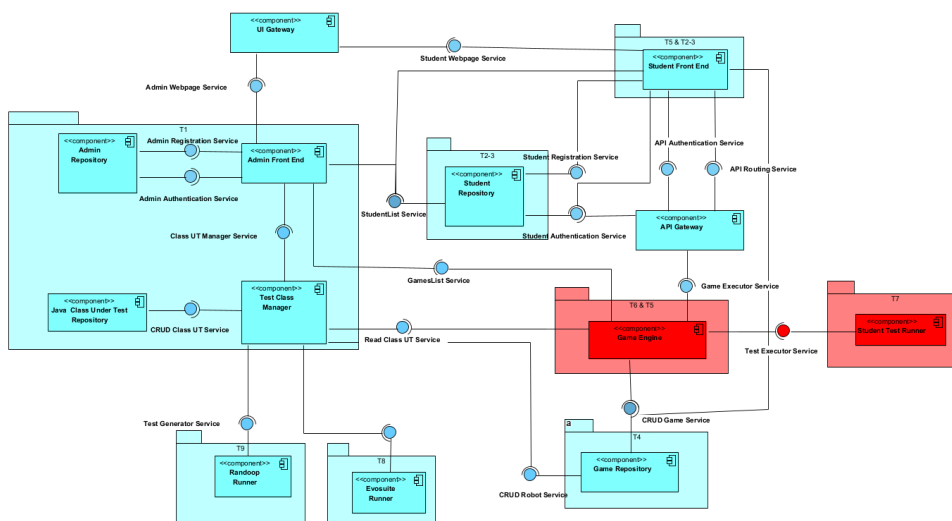 <<component>>
UI Gateway
T5 & T2-3
<<component>>
Student Front End
Student Webpage Service
Admin Webpage Service
T1
<<component>>
Admin
Repository
Admin Registration Service
<<component>>
Admin Front End
Admin Authentication Service
T2-3
<<component>>
Student
Repository
Student Registration Service
API Authentication Service
API Routing Service
StudentList Service
Student Authentication Service
<<component>>
API Gateway
Class UT Manager Service
GamesList Service
Game Executor Service
<<component>>
Java Class Under Test
Repository
CRUD Class UT Service
<<component>>
Test Class
Manager
Read Class UT Service
T6 & T5
<<component>>
Game Engine
Test Executor Service
T7
<<component>>
Student Test Runner
Test Generator Service
T9
<<component>>
Randoop
Runner
T8
<<component>>
Evosuite
Runner
CRUD Game Service
a
T4
<<component>>
Game Repository
CRUD Robot Service